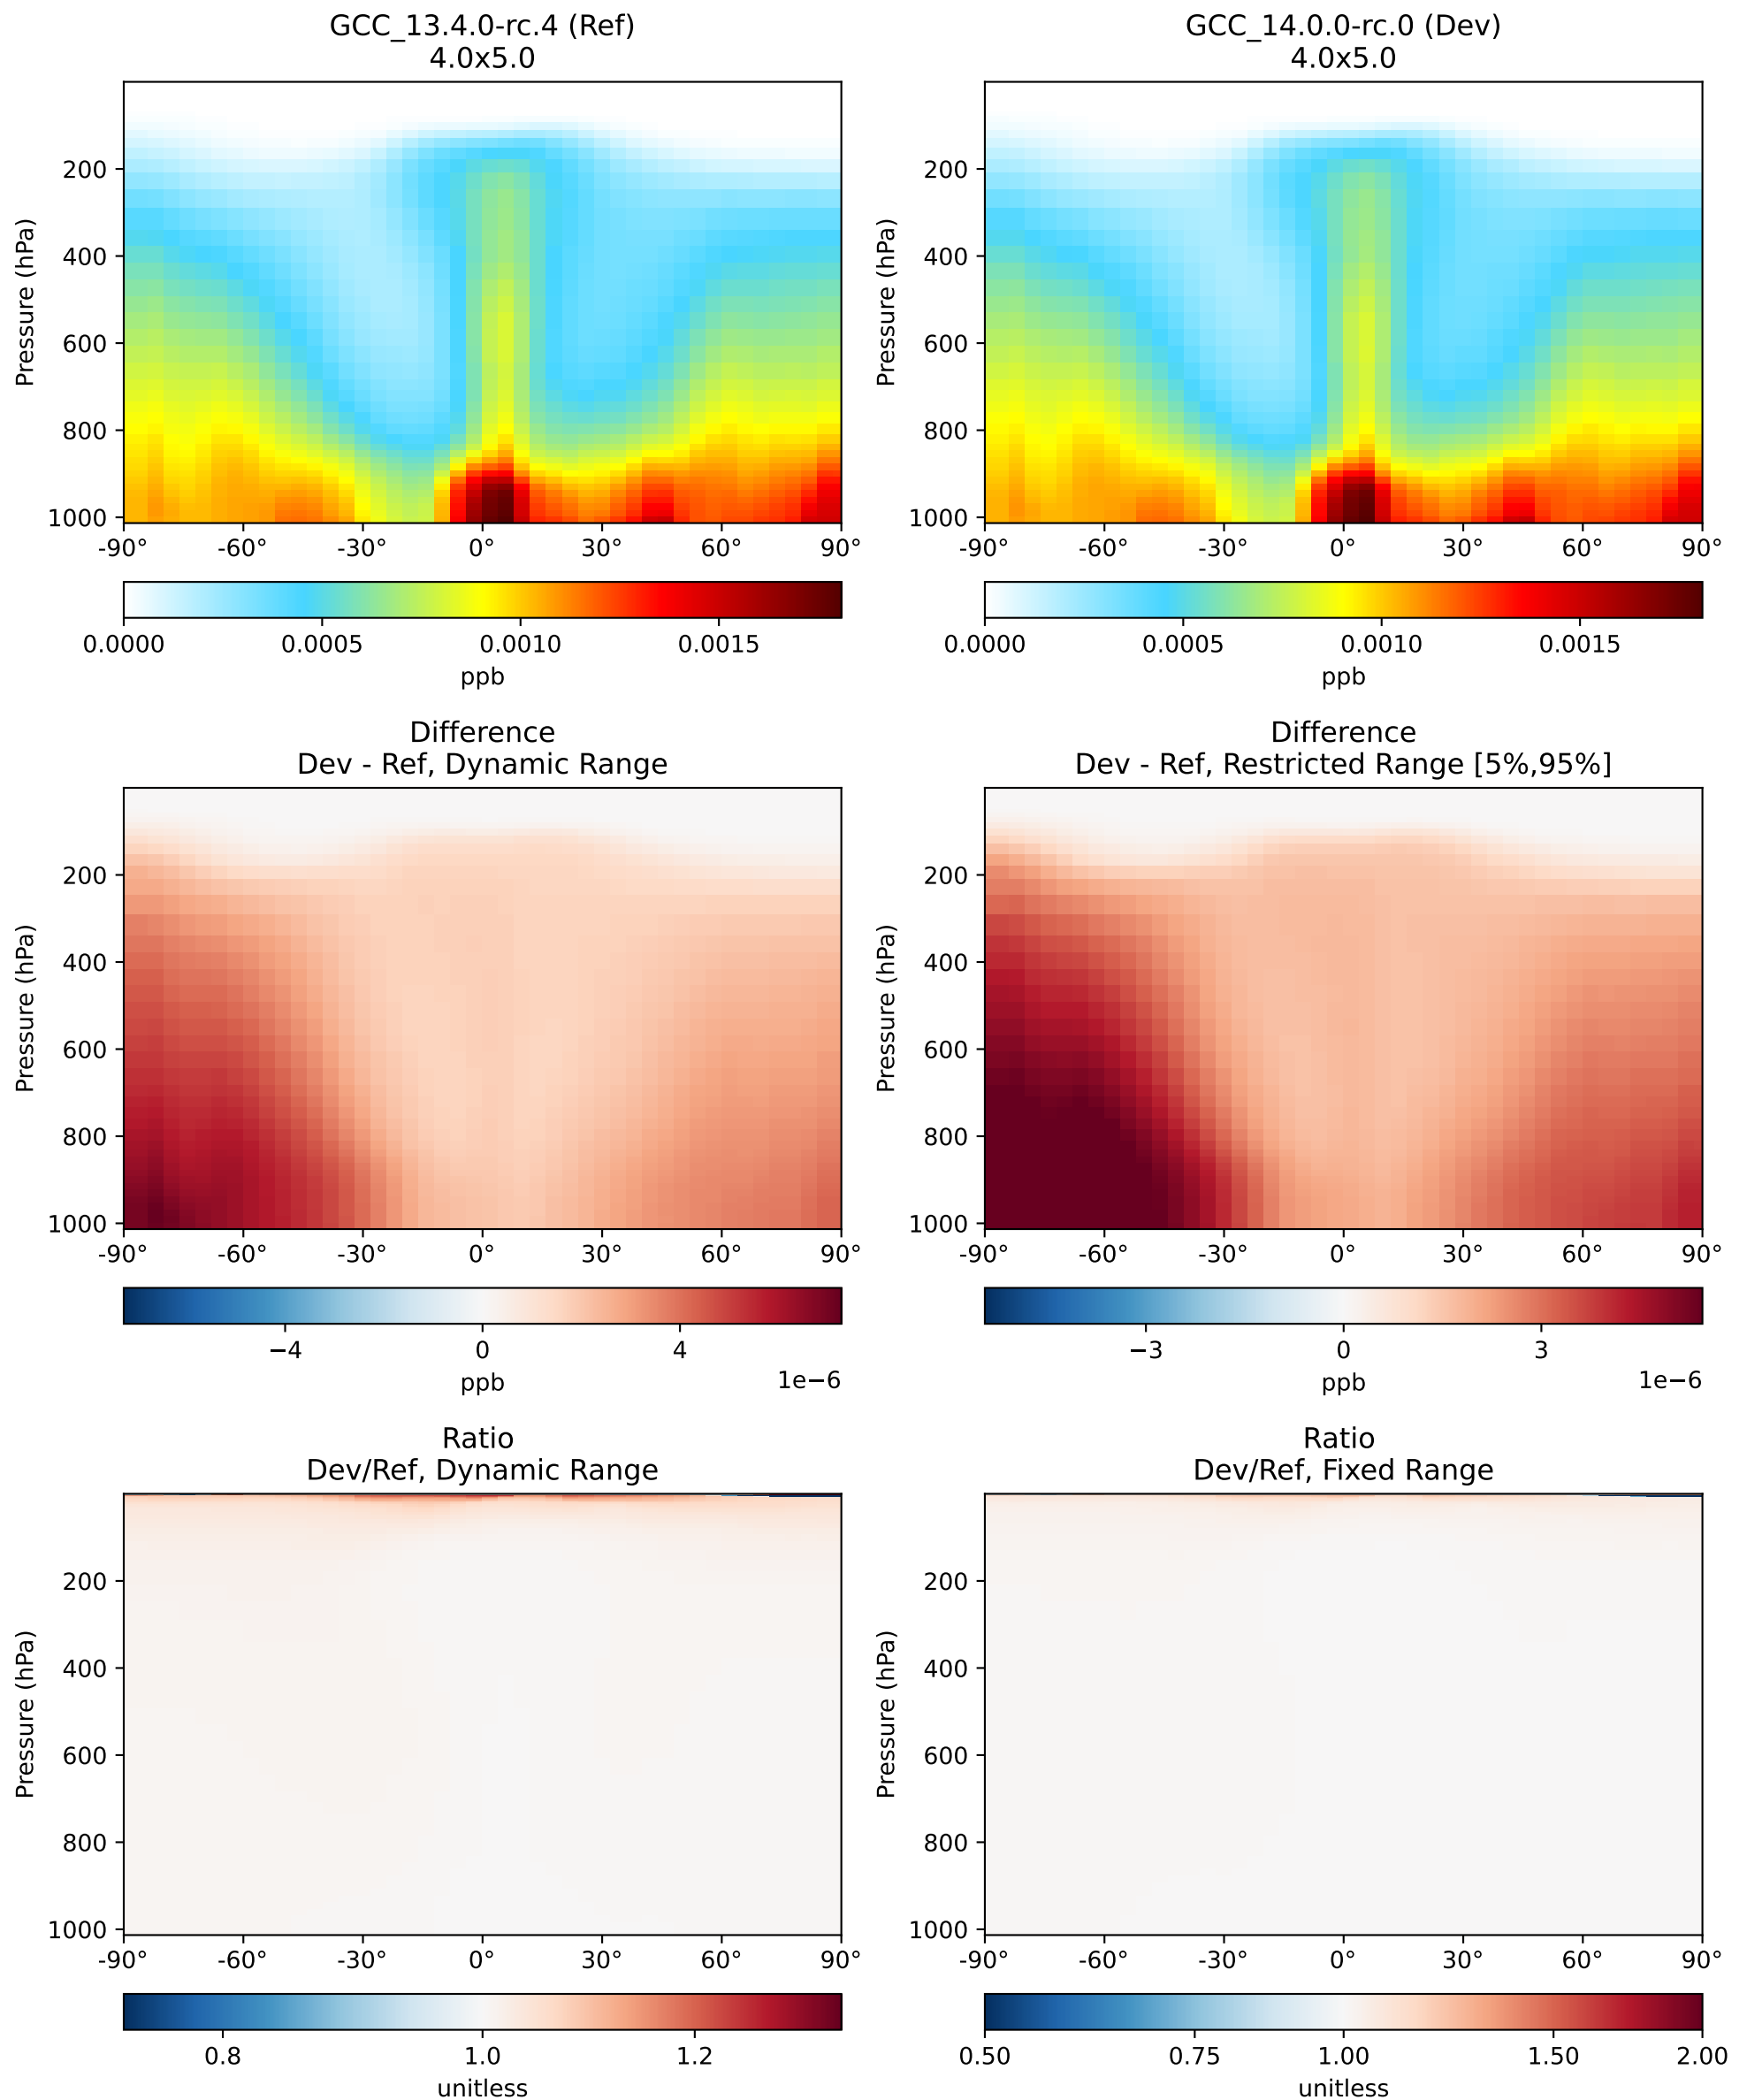 GCC_13.4.0-rc.4 (Ref)
4.0x5.0
Pressure (hPa)
200
400
600
800
1000
-90° -60° -30° 0° 30° 60° 90°
0.0000 0.0005 0.0010 0.0015
ppb
GCC_14.0.0-rc.0 (Dev)
4.0x5.0
Pressure (hPa)
200
400
600
800
1000
-90° -60° -30° 0° 30° 60° 90°
0.0000 0.0005 0.0010 0.0015
ppb
Difference
Dev - Ref, Dynamic Range
Pressure (hPa)
200
400
600
800
1000
-90° -60° -30° 0° 30° 60° 90°
−4 0 4
ppb 1e−6
Difference
Dev - Ref, Restricted Range [5%,95%]
Pressure (hPa)
200
400
600
800
1000
-90° -60° -30° 0° 30° 60° 90°
−3 0 3
ppb 1e−6
Ratio
Dev/Ref, Dynamic Range
Pressure (hPa)
200
400
600
800
1000
-90° -60° -30° 0° 30° 60° 90°
0.8 1.0 1.2
unitless
Ratio
Dev/Ref, Fixed Range
Pressure (hPa)
200
400
600
800
1000
-90° -60° -30° 0° 30° 60° 90°
0.50 0.75 1.00 1.50 2.00
unitless